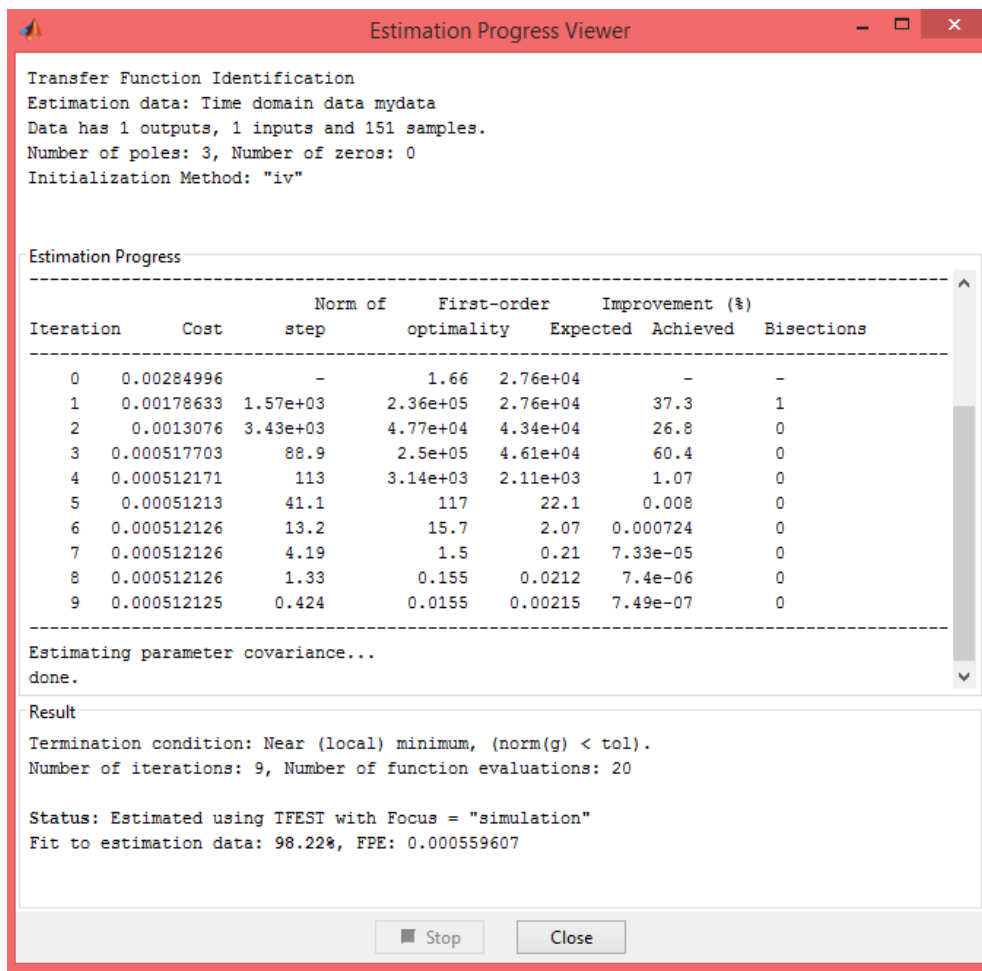 Estimation Progress Viewer
Transfer Function Identification
Estimation data: Time domain data mydata
Data has 1 outputs, 1 inputs and 151 samples.
Number of poles: 3, Number of zeros: 0
Initialization Method: "iv"
Estimation Progress
--------------------------------------------------------------------------------------------
Norm of First-order Improvement (%)
Iteration Cost step optimality Expected Achieved Bisections
--------------------------------------------------------------------------------------------
0 0.00284996 - 1.66 2.76e+04 - -
1 0.00178633 1.57e+03 2.36e+05 2.76e+04 37.3 1
2 0.0013076 3.43e+03 4.77e+04 4.34e+04 26.8 0
3 0.000517703 88.9 2.5e+05 4.61e+04 60.4 0
4 0.000512171 113 3.14e+03 2.11e+03 1.07 0
5 0.00051213 41.1 117 22.1 0.008 0
6 0.000512126 13.2 15.7 2.07 0.000724 0
7 0.000512126 4.19 1.5 0.21 7.33e-05 0
8 0.000512126 1.33 0.155 0.0212 7.4e-06 0
9 0.000512125 0.424 0.0155 0.00215 7.49e-07 0
--------------------------------------------------------------------------------------------
Estimating parameter covariance...
done.
Result
Termination condition: Near (local) minimum, (norm(g) < tol).
Number of iterations: 9, Number of function evaluations: 20
Status: Estimated using TFEST with Focus = "simulation"
Fit to estimation data: 98.22%, FPE: 0.000559607
Stop Close